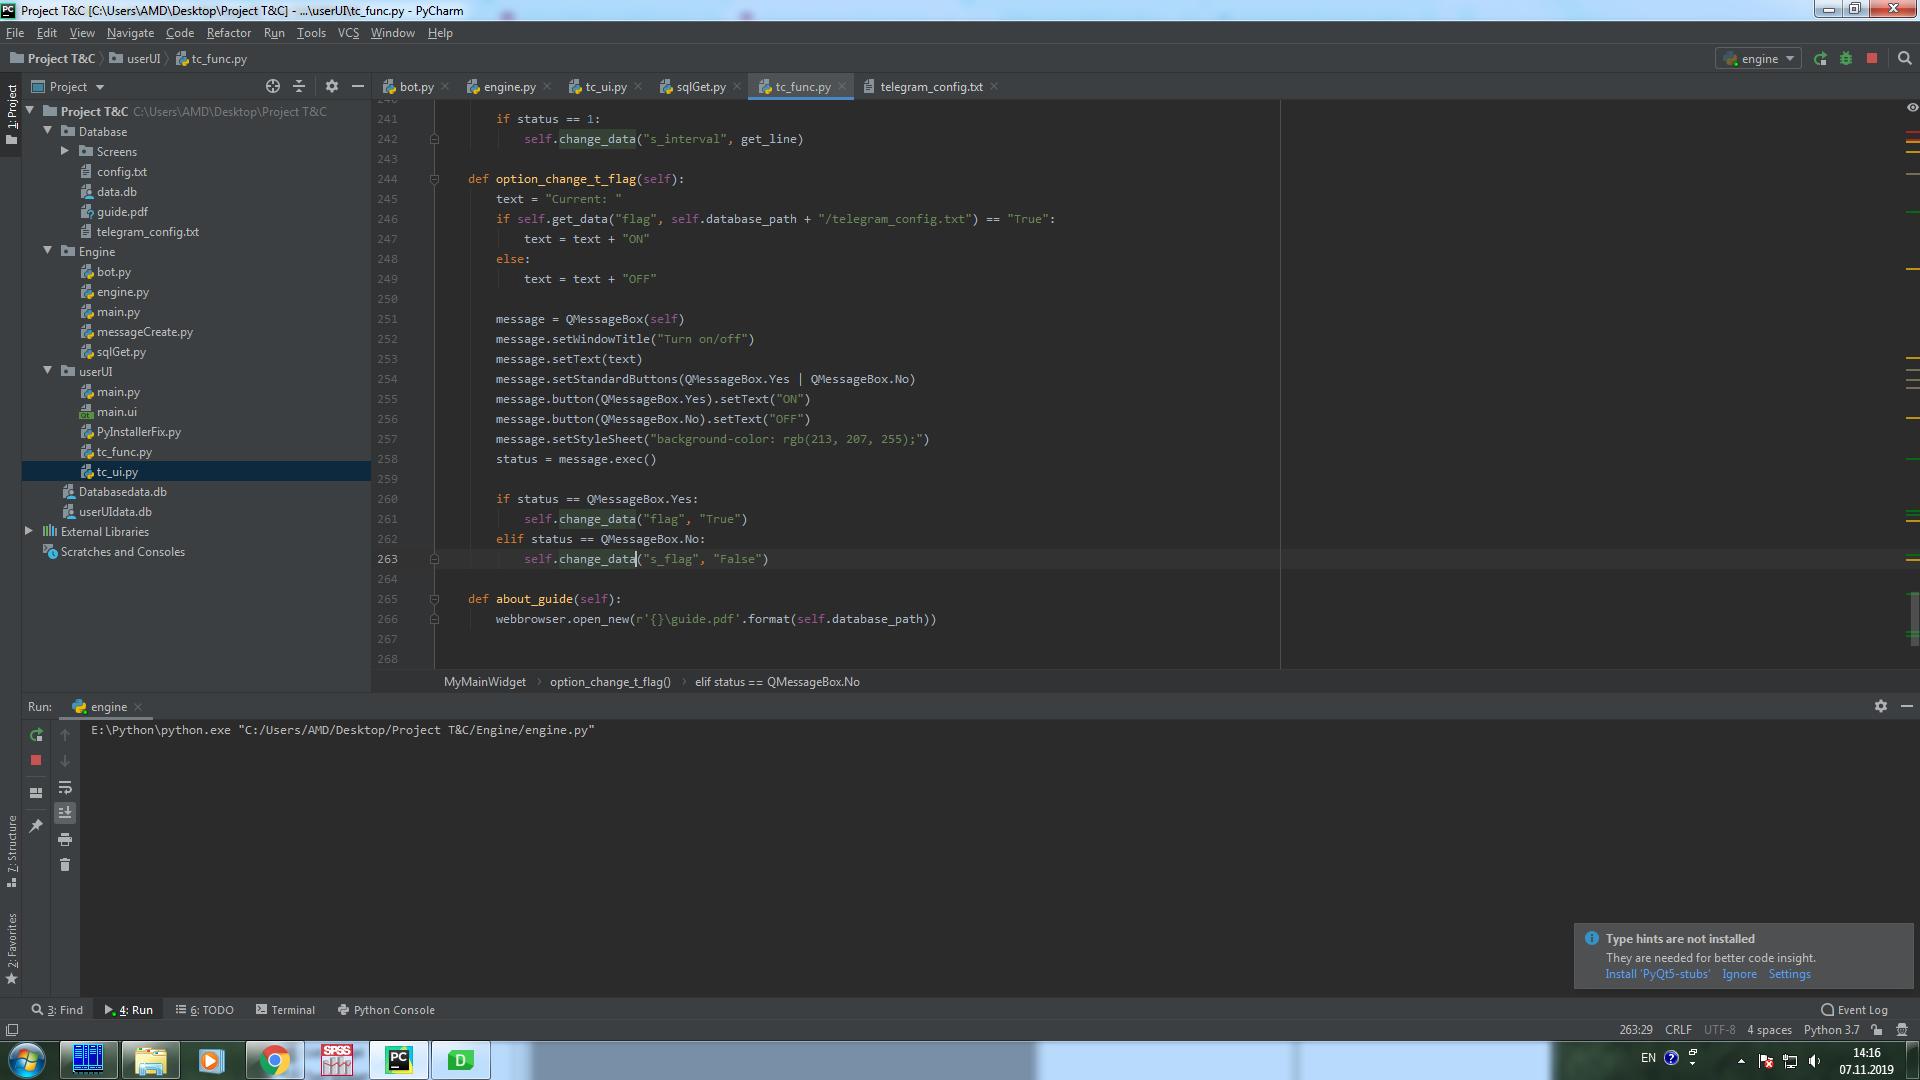 Project T&C [C:\Users\AMD\Desktop\Project T&C] - ...\userUI\tc_func.py - PyCharm
File Edit View Navigate Code Refactor Run Tools VCS Window Help
Project T&C userUI tc_func.py engine
Project bot.py engine.py tc_ui.py sqlGet.py tc_func.py telegram_config.txt
1: Project
Project T&C C:\Users\AMD\Desktop\Project T&C
Database
Screens
config.txt
data.db
guide.pdf
telegram_config.txt
Engine
bot.py
engine.py
main.py
messageCreate.py
sqlGet.py
userUI
main.py
main.ui
PyInstallerFix.py
tc_func.py
tc_ui.py
Databasedata.db
userUIdata.db
External Libraries
Scratches and Consoles
241 if status == 1:
242 self.change_data("s_interval", get_line)
243
244 def option_change_t_flag(self):
245 text = "Current: "
246 if self.get_data("flag", self.database_path + "/telegram_config.txt") == "True":
247 text = text + "ON"
248 else:
249 text = text + "OFF"
250
251 message = QMessageBox(self)
252 message.setWindowTitle("Turn on/off")
253 message.setText(text)
254 message.setStandardButtons(QMessageBox.Yes | QMessageBox.No)
255 message.button(QMessageBox.Yes).setText("ON")
256 message.button(QMessageBox.No).setText("OFF")
257 message.setStyleSheet("background-color: rgb(213, 207, 255);")
258 status = message.exec()
259
260 if status == QMessageBox.Yes:
261 self.change_data("flag", "True")
262 elif status == QMessageBox.No:
263 self.change_data("s_flag", "False")
264
265 def about_guide(self):
266 webbrowser.open_new(r'{}\guide.pdf'.format(self.database_path))
267
268
MyMainWidget option_change_t_flag() elif status == QMessageBox.No
Run: engine
E:\Python\python.exe "C:/Users/AMD/Desktop/Project T&C/Engine/engine.py"
7: Structure
2: Favorites
Type hints are not installed
They are needed for better code insight.
Install 'PyQt5-stubs' Ignore Settings
3: Find 4: Run 6: TODO Terminal Python Console Event Log
263:29 CRLF UTF-8 4 spaces Python 3.7
SPSS PC D
EN 14:16
07.11.2019